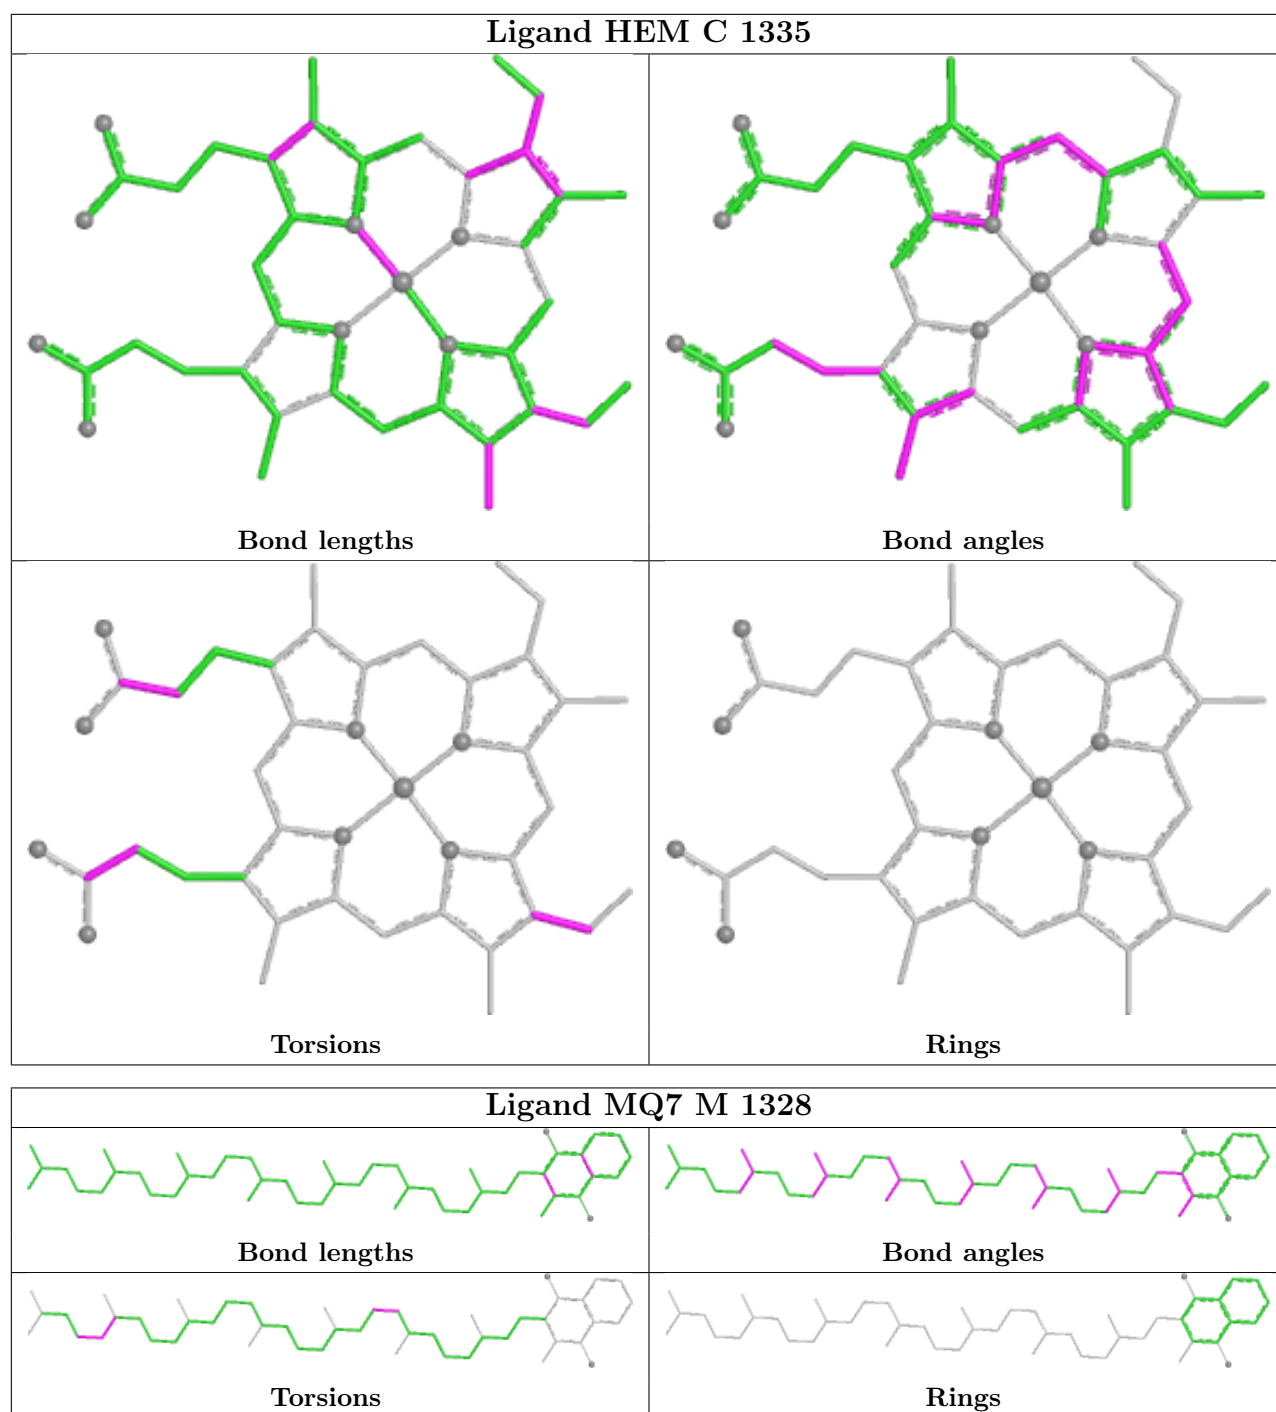 Ligand HEM C 1335
Bond lengths
Bond angles
Torsions
Rings
Ligand MQ7 M 1328
Bond lengths
Bond angles
Torsions
Rings